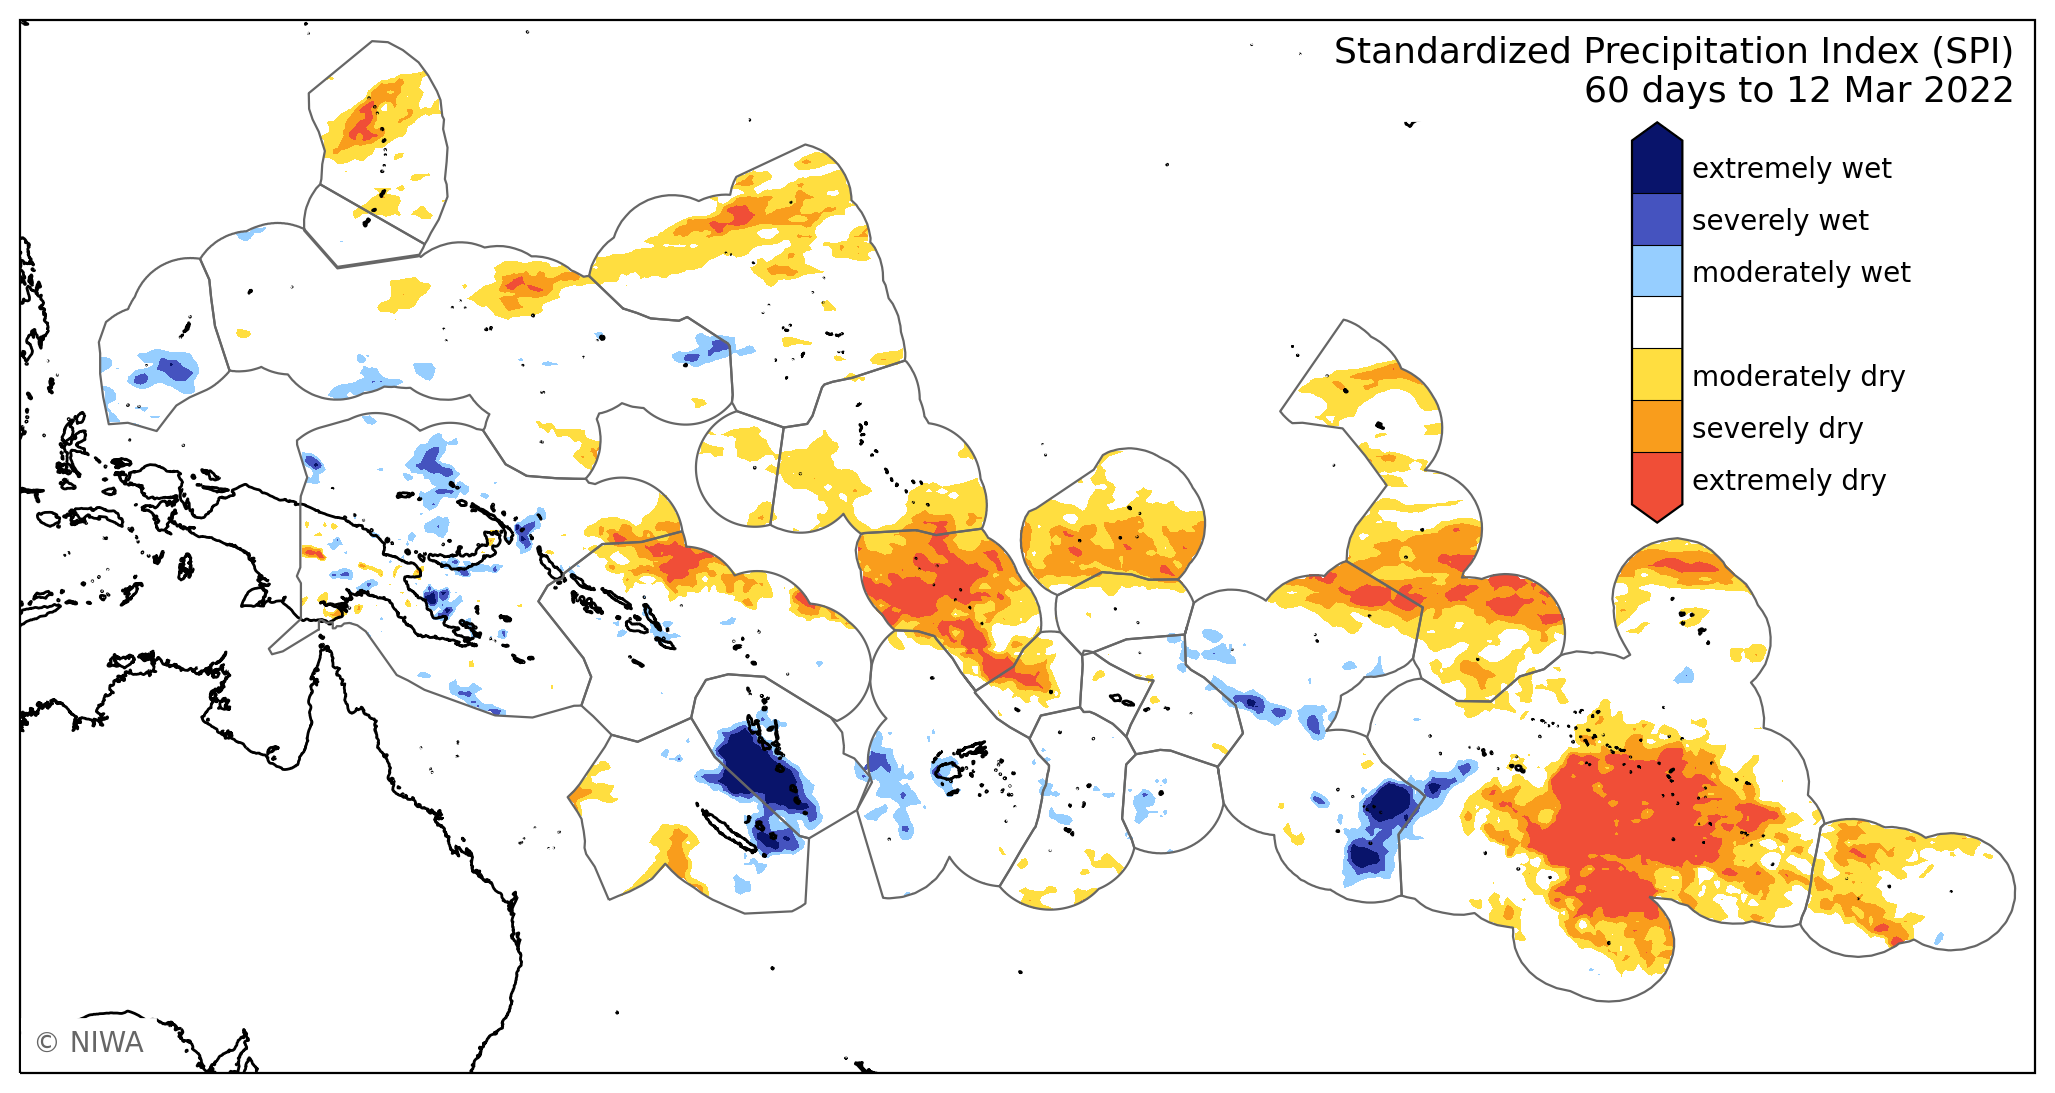 Standardized Precipitation Index (SPI)
60 days to 12 Mar 2022
extremely wet
severely wet
moderately wet
moderately dry
severely dry
extremely dry
© NIWA